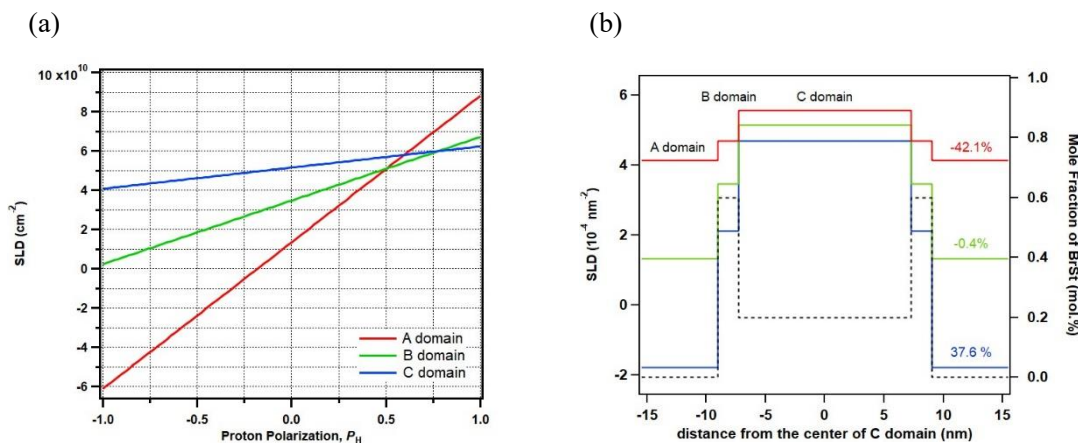 (a)
10 x10¹⁰
8
6
4
2
0
-2
-4
-6
SLD (cm⁻²)
-1.0 -0.5 0.0 0.5 1.0
Proton Polarization, P_H
A domain
B domain
C domain
(b)
6
4
2
0
-2
SLD (10⁻⁴ nm⁻²)
B domain C domain
A domain
-42.1%
-0.4%
37.6 %
1.0
0.8
0.6
0.4
0.2
0.0
Mole Fraction of BrSt (mol.%)
-15 -10 -5 0 5 10 15
distance from the center of C domain (nm)